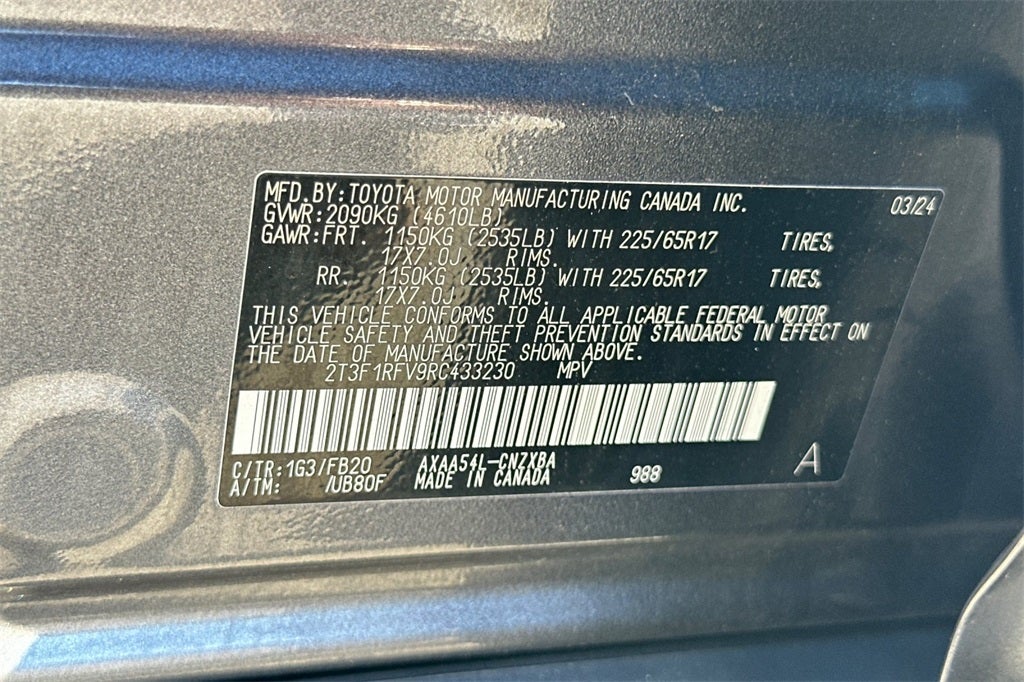 MFD.BY:TOYOTA MOTOR MANUFACTURING CANADA INC. 03/24
GVWR:2090KG (4610LB)
GAWR:FRT. 1150KG (2535LB) WITH 225/65R17 TIRES,
17X7.0J RIMS.
RR. 1150KG (2535LB) WITH 225/65R17 TIRES,
17X7.0J RIMS.
THIS VEHICLE CONFORMS TO ALL APPLICABLE FEDERAL MOTOR
VEHICLE SAFETY AND THEFT PREVENTION STANDARDS IN EFFECT ON
THE DATE OF MANUFACTURE SHOWN ABOVE.
2T3F1RFV9RC433230 MPV
C/TR:1G3/FB20 AXAA54L-CNZXBA 988 A
A/TM: /UB80F MADE IN CANADA